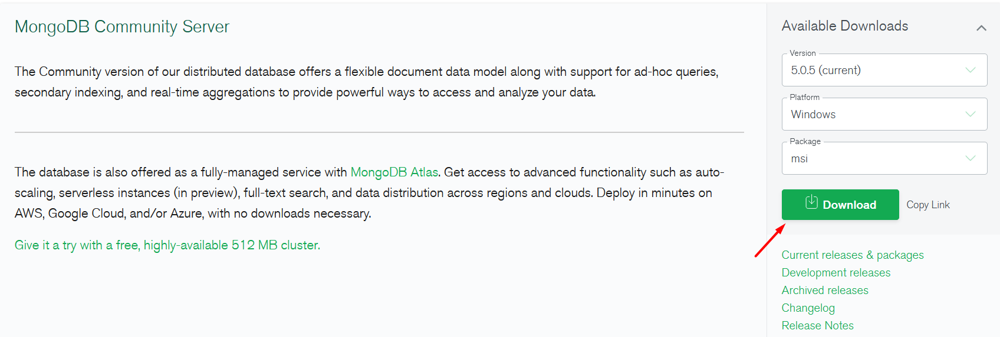 MongoDB Community Server
The Community version of our distributed database offers a flexible document data model along with support for ad-hoc queries,
secondary indexing, and real-time aggregations to provide powerful ways to access and analyze your data.
The database is also offered as a fully-managed service with MongoDB Atlas. Get access to advanced functionality such as auto-
scaling, serverless instances (in preview), full-text search, and data distribution across regions and clouds. Deploy in minutes on
AWS, Google Cloud, and/or Azure, with no downloads necessary.
Give it a try with a free, highly-available 512 MB cluster.
Available Downloads
Version
5.0.5 (current)
Platform
Windows
Package
msi
Download Copy Link
Current releases & packages
Development releases
Archived releases
Changelog
Release Notes